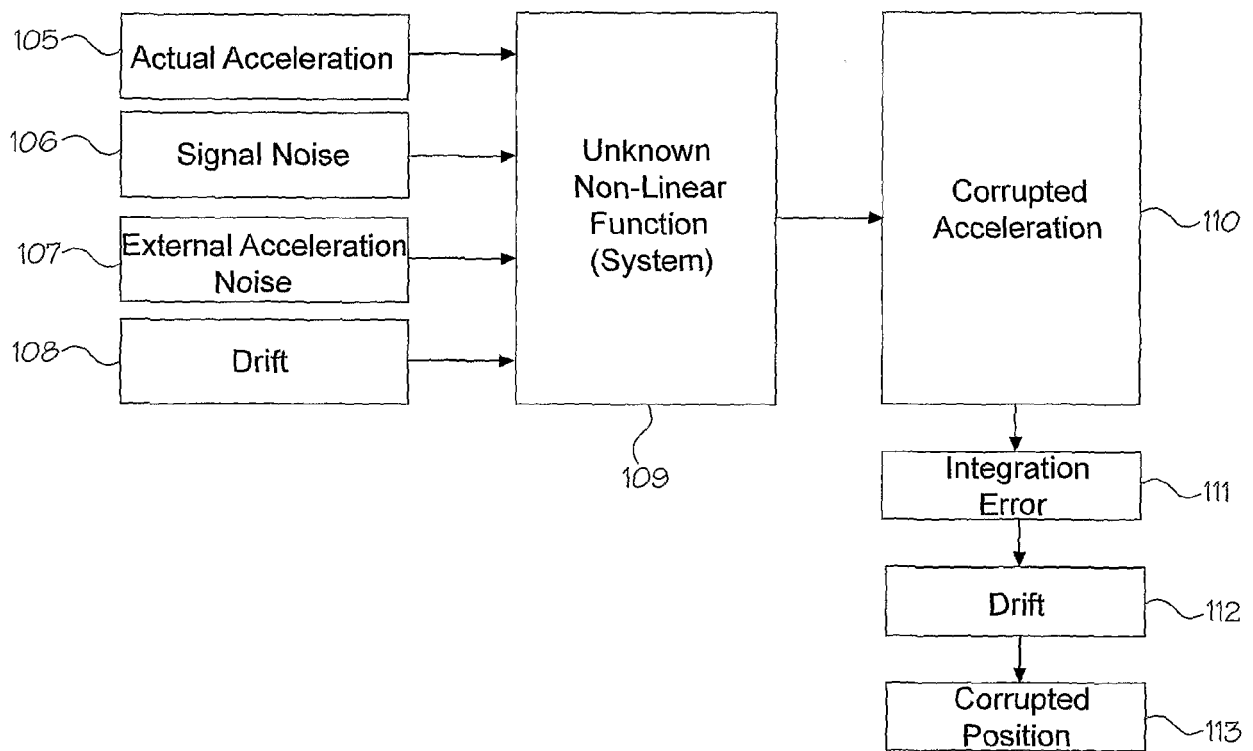 105
Actual Acceleration
106
Signal Noise
107
External Acceleration
Noise
108
Drift
Unknown
Non-Linear
Function
(System)
109
Corrupted
Acceleration
110
Integration
Error
111
Drift
112
Corrupted
Position
113